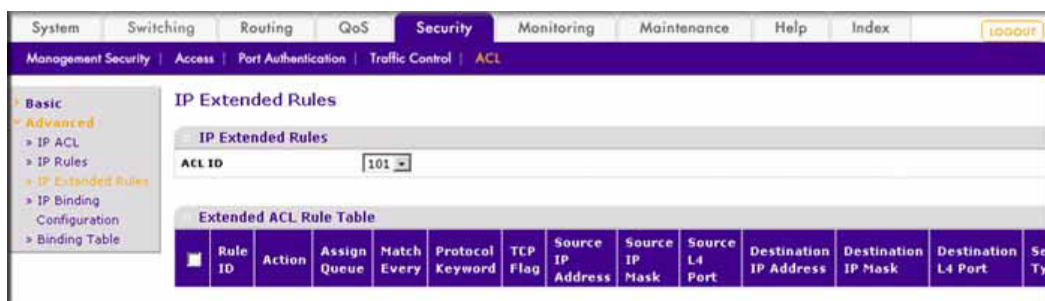 System Switching Routing QoS Security Monitoring Maintenance Help Index LOGOUT
Management Security | Access | Port Authentication | Traffic Control | ACL
Basic
Advanced
» IP ACL
» IP Rules
» IP Extended Rules
» IP Binding
Configuration
» Binding Table
IP Extended Rules
IP Extended Rules
ACL ID 101
Extended ACL Rule Table
Rule ID Action Assign Queue Match Every Protocol Keyword TCP Flag Source IP Address Source IP Mask Source L4 Port Destination IP Address Destination IP Mask Destination L4 Port